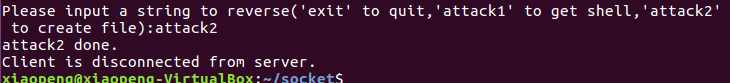 Please input a string to reverse('exit' to quit,'attack1' to get shell,'attack2'
 to create file):attack2
attack2 done.
Client is disconnected from server.
xiaopeng@xiaopeng-VirtualBox:~/socket$